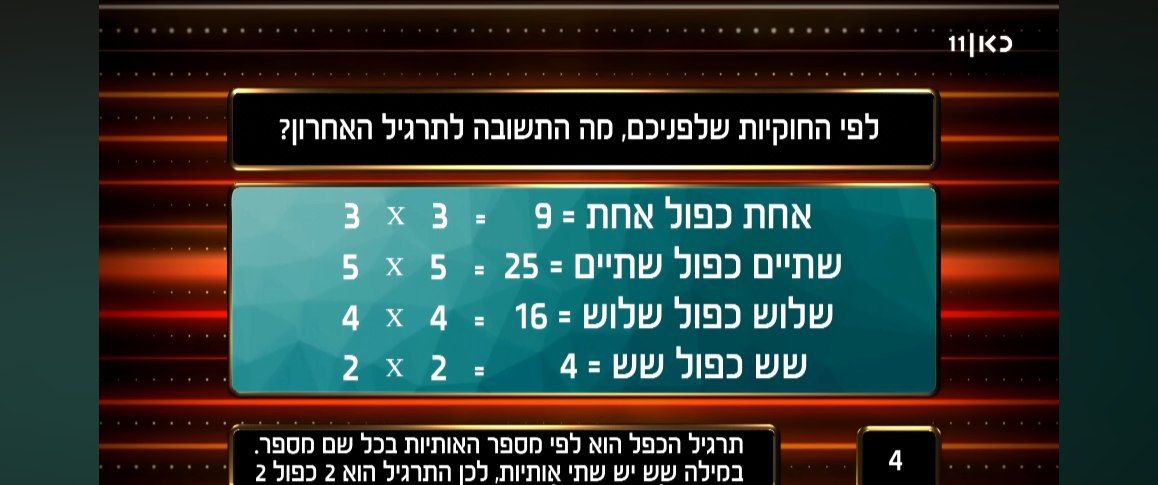 כאן|11
לפי החוקיות שלפניכם, מה התשובה לתרגיל האחרון?
אחת כפול אחת = 9 = 3 x 3
שתיים כפול שתיים = 25 = 5 x 5
שלוש כפול שלוש = 16 = 4 x 4
שש כפול שש = 4 = 2 x 2
תרגיל הכפל הוא לפי מספר האותיות בכל שם מספר.
במילה שש יש שתי אותיות, לכן התרגיל הוא 2 כפול 2
4